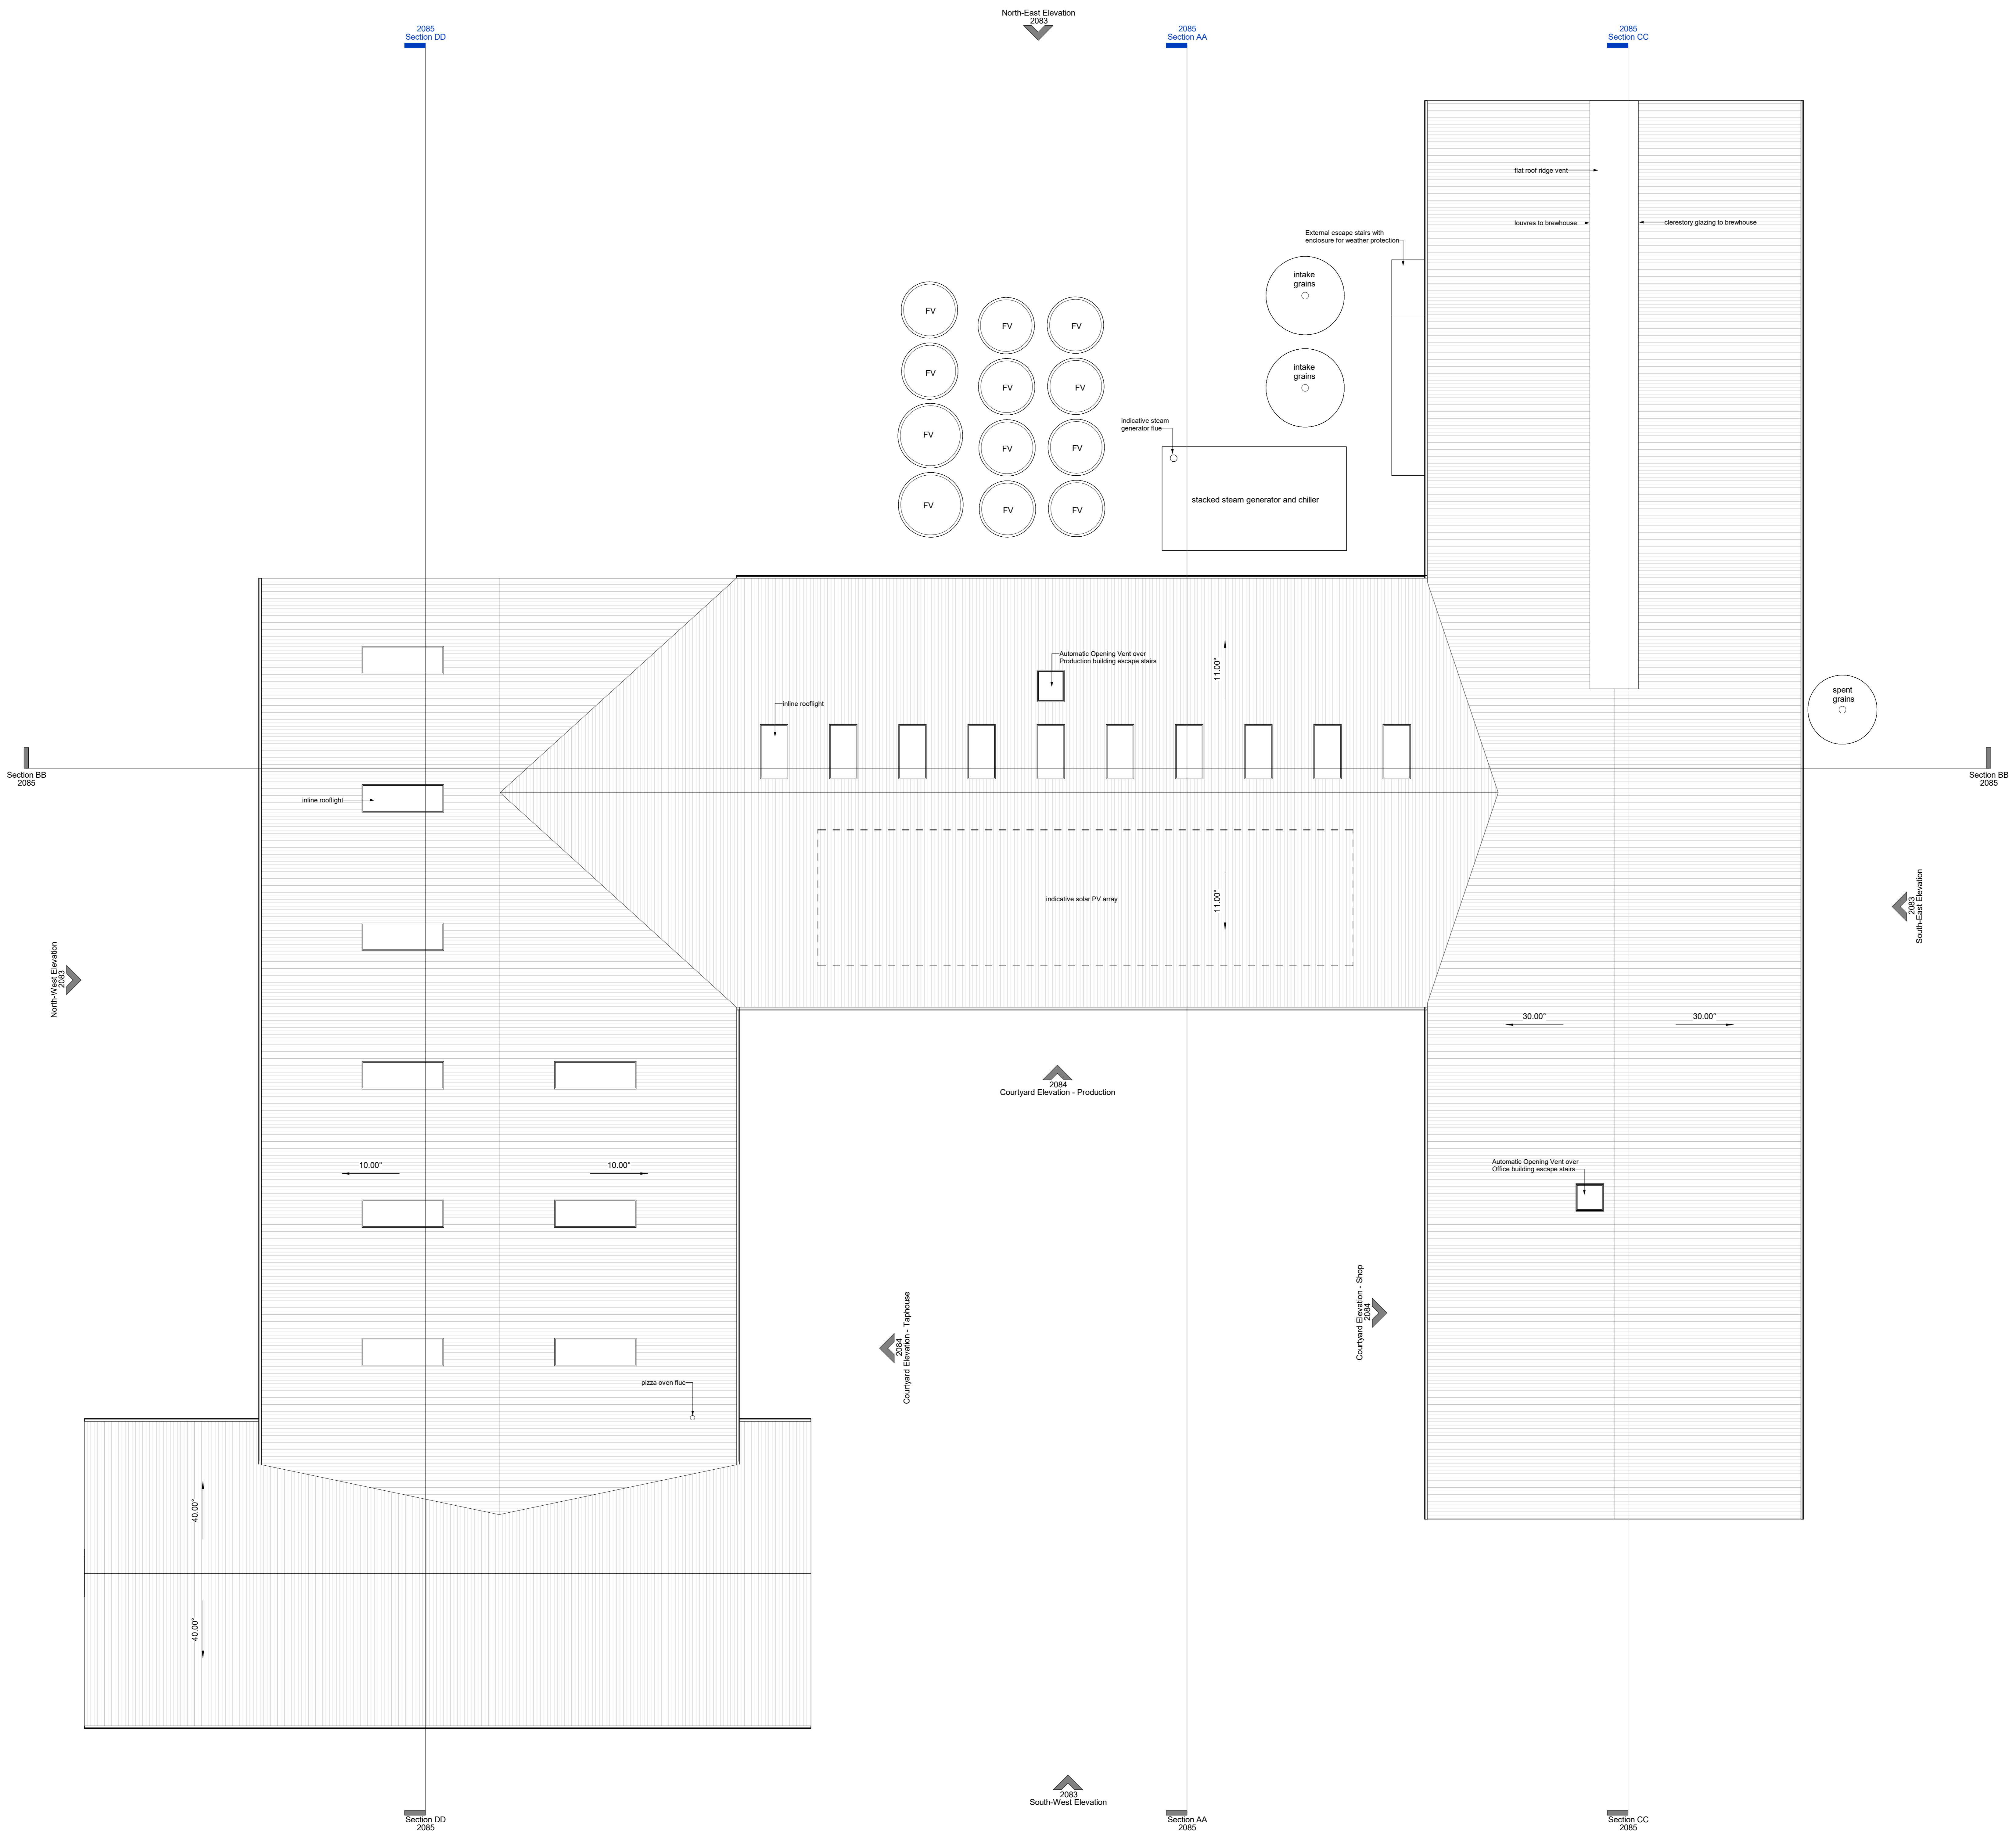 North-East Elevation
2083
2085
Section DD
2085
Section AA
2085
Section CC
flat roof ridge vent
louvres to brewhouse
clerestory glazing to brewhouse
External escape stairs with
enclosure for weather protection
intake
grains
intake
grains
FV
FV
FV
FV
FV
FV
FV
FV
FV
FV
FV
FV
indicative steam
generator flue
stacked steam generator and chiller
Automatic Opening Vent over
Production building escape stairs
11.00°
inline rooflight
spent
grains
Section BB
2085
Section BB
2085
inline rooflight
indicative solar PV array
11.00°
North-West Elevation
2083
2083
South-East Elevation
30.00°
30.00°
2084
Courtyard Elevation - Production
10.00°
10.00°
Automatic Opening Vent over
Office building escape stairs
2084
Courtyard Elevation - Taphouse
Courtyard Elevation - Shop
2084
pizza oven flue
40.00°
40.00°
2083
South-West Elevation
Section DD
2085
Section AA
2085
Section CC
2085